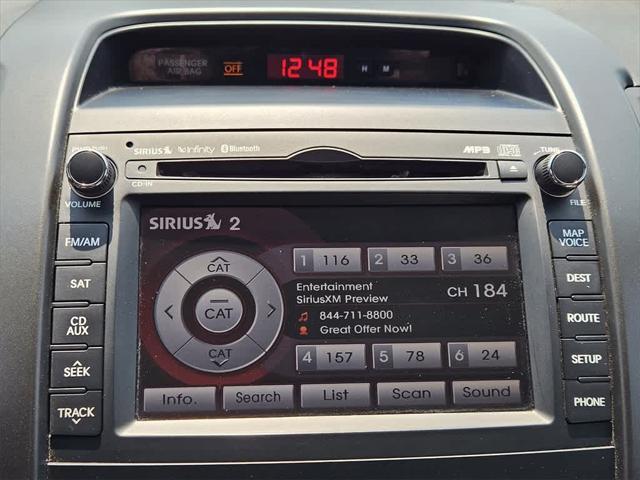 PASSENGER AIR BAG OFF 12:48 H M
SIRIUS Infinity Bluetooth MP3
CD-IN
TUNE
VOLUME
FILE
FM/AM
SAT
CD AUX
SEEK
TRACK
SIRIUS 2
CAT
CAT
CAT
1 116 2 33 3 36
Entertainment
SiriusXM Preview
CH 184
844-711-8800
Great Offer Now!
4 157 5 78 6 24
Info. Search List Scan Sound
MAP VOICE
DEST
ROUTE
SETUP
PHONE